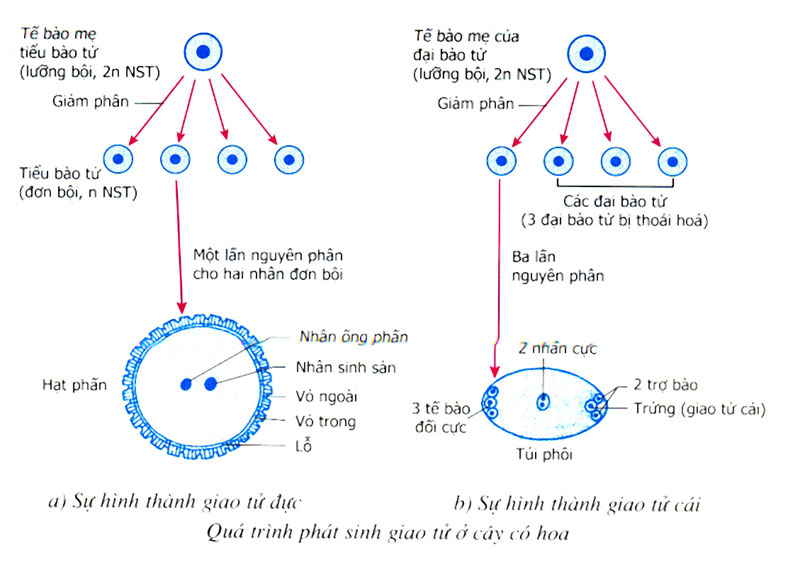 Tế bào mẹ
tiểu bào tử
(lưỡng bôi, 2n NST)
Giảm phân
Tiểu bào tử
(đơn bôi, n NST)
Một lần nguyên phân
cho hai nhân đơn bôi
Hạt phấn
Nhân ống phấn
Nhân sinh sản
Vỏ ngoài
Vỏ trong
Lỗ
a) Sự hình thành giao tử đực
Tế bào mẹ của
đại bào tử
(lưỡng bội, 2n NST)
Giảm phân
Các đại bào tử
(3 đại bào tử bị thoái hoá)
Ba lần
nguyên phân
2 nhân cực
3 tế bào
đối cực
2 trợ bào
Trứng (giao tử cái)
Túi phôi
b) Sự hình thành giao tử cái
Quá trình phát sinh giao tử ở cây có hoa